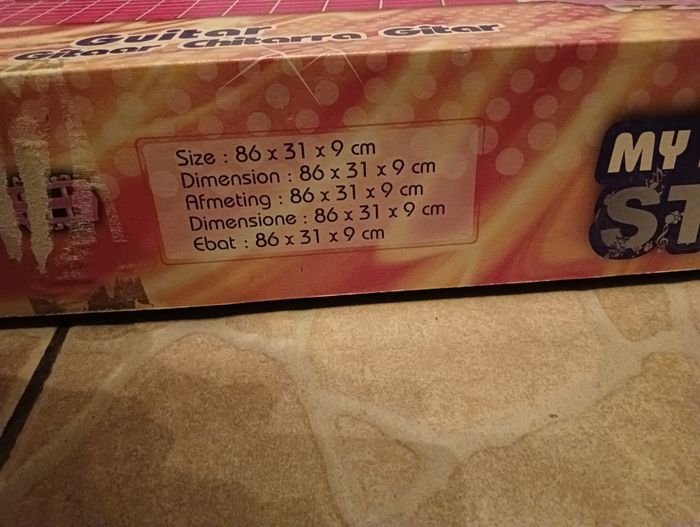 Guitar
Gitaar Chitarra Gitar
Size : 86 x 31 x 9 cm
Dimension : 86 x 31 x 9 cm
Afmeting : 86 x 31 x 9 cm
Dimensione : 86 x 31 x 9 cm
Ebat : 86 x 31 x 9 cm
MY